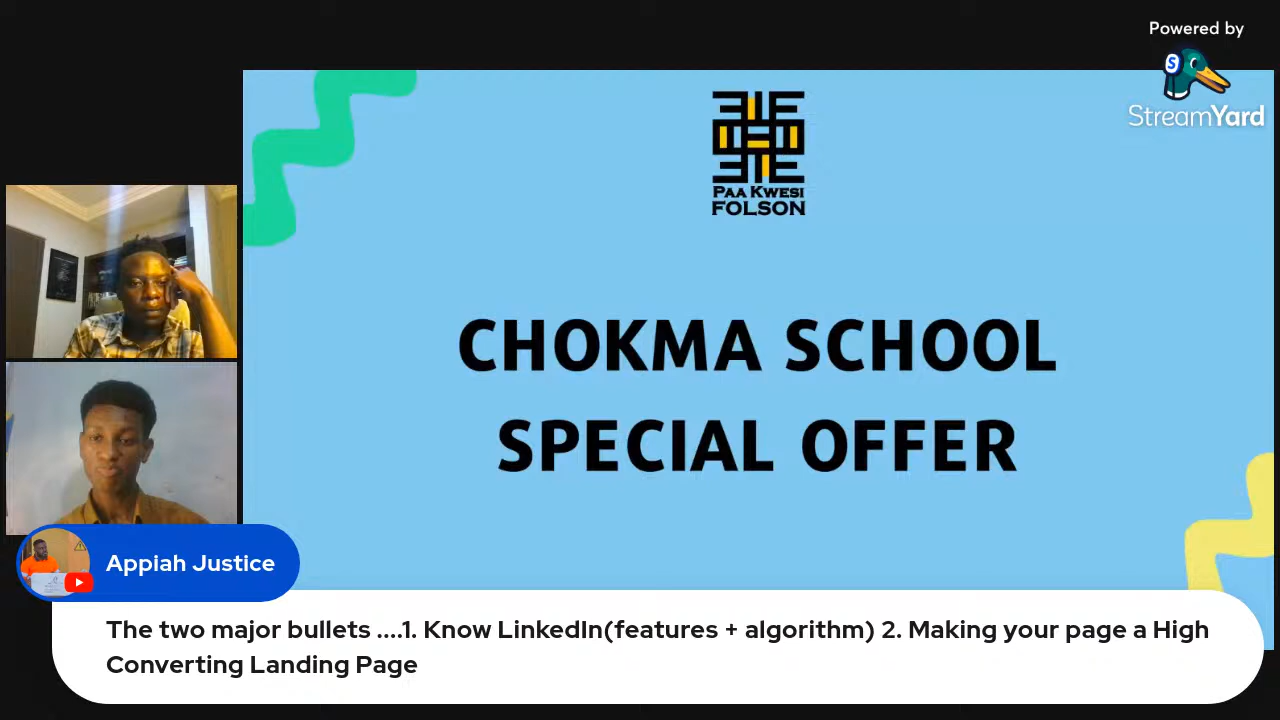 Powered by
StreamYard
PAA KWESI
FOLSON
CHOKMA SCHOOL
SPECIAL OFFER
Appiah Justice
The two major bullets ....1. Know LinkedIn(features + algorithm) 2. Making your page a High
Converting Landing Page